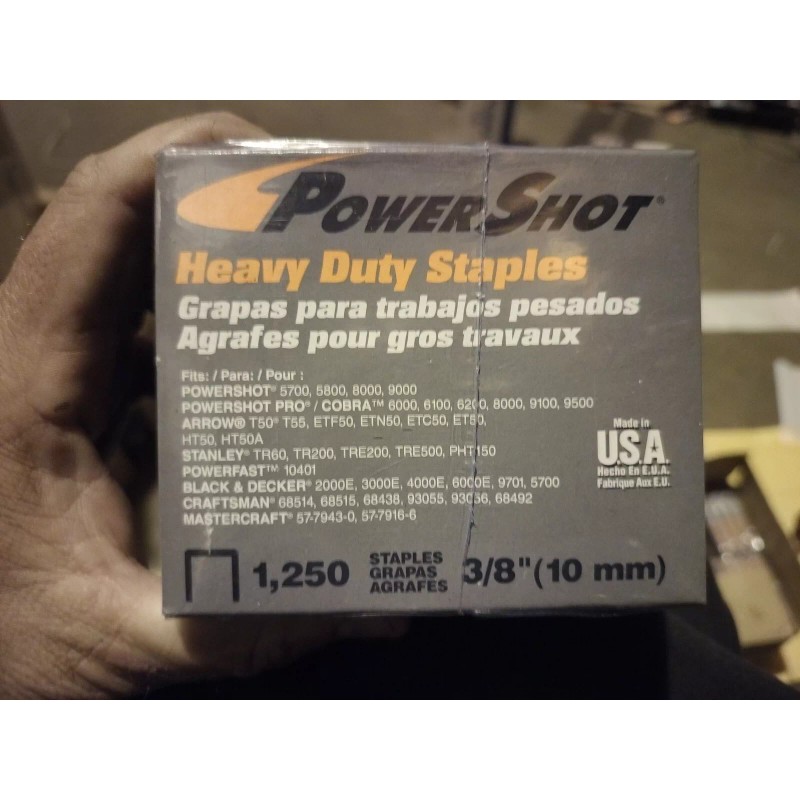 POWERSHOT®
Heavy Duty Staples
Grapas para trabajos pesados
Agrafes pour gros travaux
Fits: / Para: / Pour :
POWERSHOT® 5700, 5800, 8000, 9000
POWERSHOT PRO® / COBRA™ 6000, 6100, 6200, 8000, 9100, 9500
ARROW® T50® T55, ETF50, ETN50, ETC50, ET50,
HT50, HT50A
STANLEY® TR60, TR200, TRE200, TRE500, PHT150
POWERFAST™ 10401
BLACK & DECKER® 2000E, 3000E, 4000E, 6000E, 9701, 5700
CRAFTSMAN® 68514, 68515, 68438, 93055, 93056, 68492
MASTERCRAFT® 57-7943-0, 57-7916-6
Made in
U.S.A.
Hecho En E.U.A.
Fabrique Aux E.U.
1,250 STAPLES
GRAPAS
AGRAFES
3/8" (10 mm)